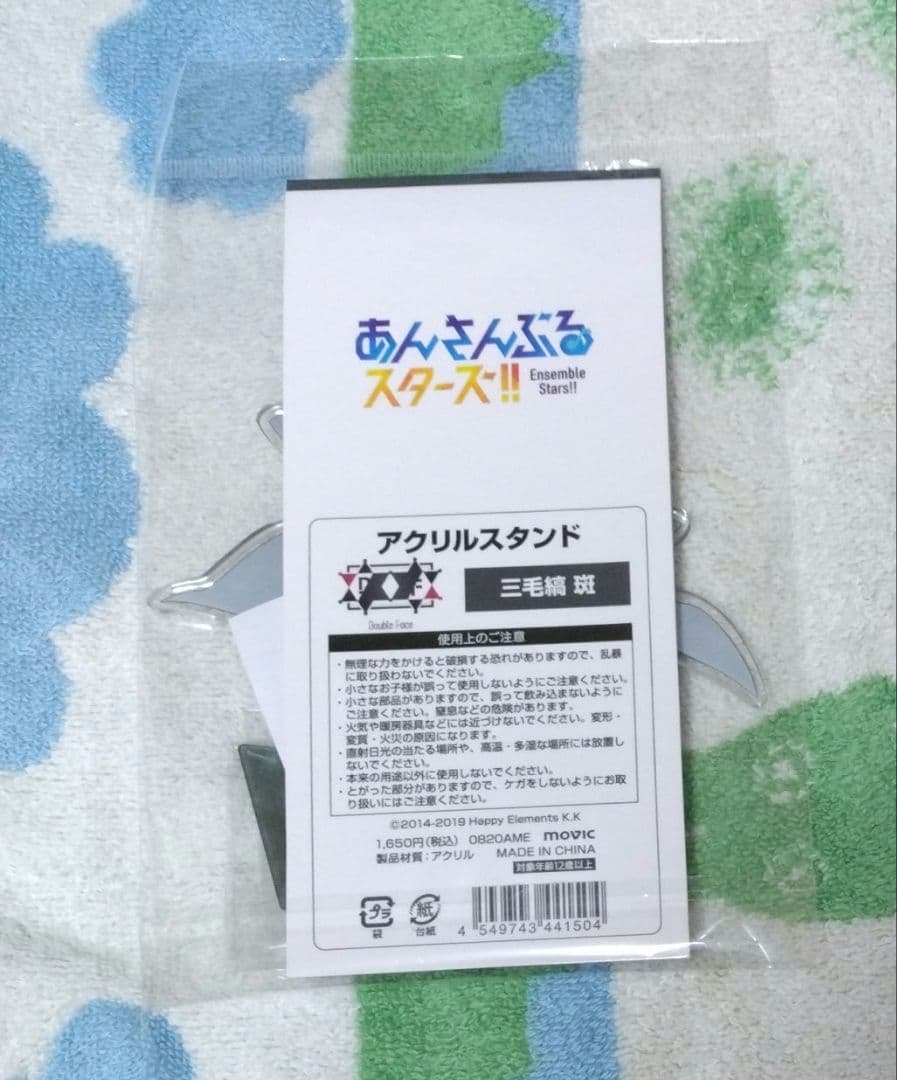 あんさんぶる
スターズ!!
Ensemble
Stars!!
アクリルスタンド
D F
Double Face
三毛縞 斑
使用上のご注意
・無理な力をかけると破損する恐れがありますので、乱暴
に取り扱わないでください。
・小さなお子様が誤って使用しないようにご注意ください。
・小さな部品がありますので、誤って飲み込まないように
ご注意ください。窒息などの危険があります。
・火気や暖房器具などには近づけないでください。変形・
変質・火災の原因になります。
・直射日光の当たる場所や、高温・多湿な場所には放置し
ないでください。
・本来の用途以外に使用しないでください。
・とがった部分がありますので、ケガをしないようにお取
り扱いにはご注意ください。
©2014-2019 Happy Elements K.K
1,650円(税込) 0820AME movic
製品材質：アクリル MADE IN CHINA
対象年齢12歳以上
プラ
袋
紙
台紙
4 549743 441504